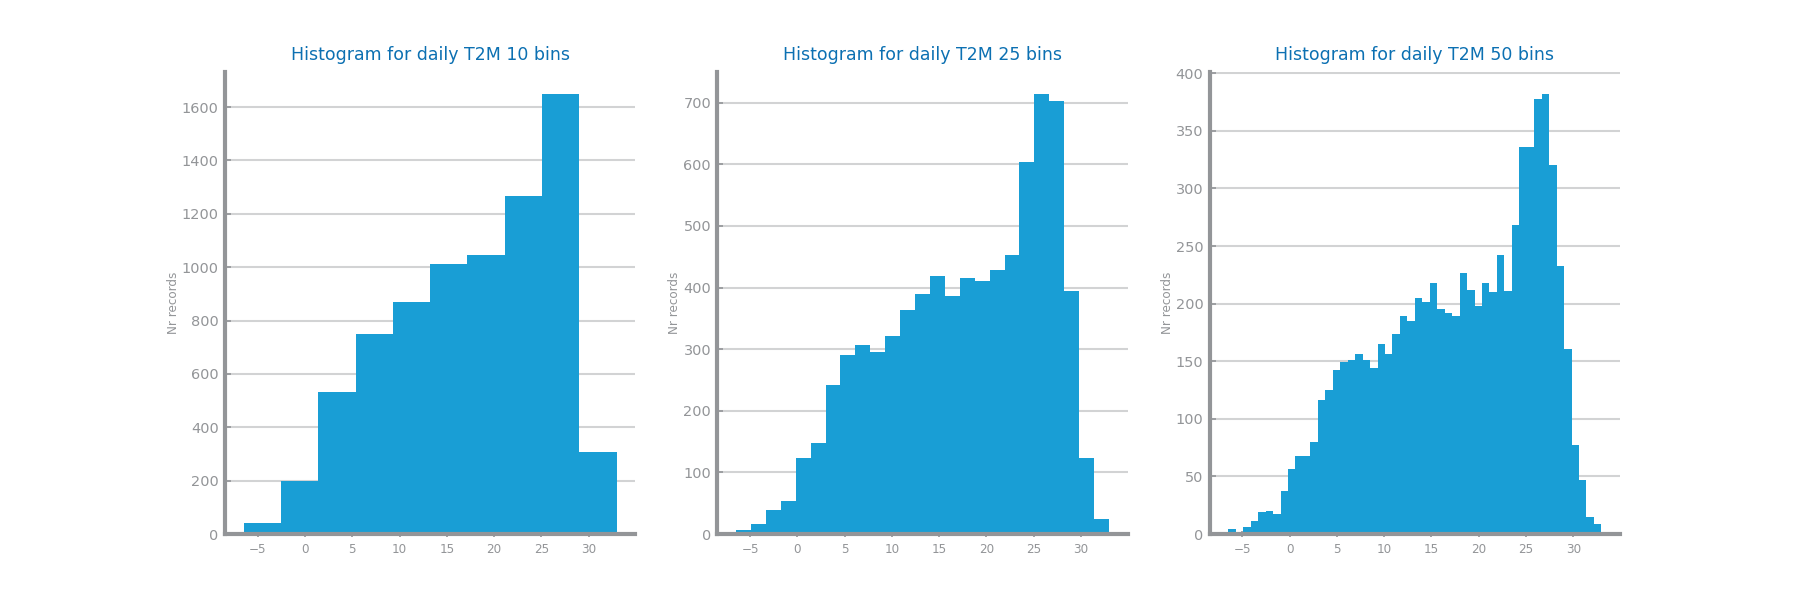 Histogram for daily T2M 10 bins
Nr records
1600
1400
1200
1000
800
600
400
200
0
−5 0 5 10 15 20 25 30
Histogram for daily T2M 25 bins
Nr records
700
600
500
400
300
200
100
0
−5 0 5 10 15 20 25 30
Histogram for daily T2M 50 bins
Nr records
400
350
300
250
200
150
100
50
0
−5 0 5 10 15 20 25 30